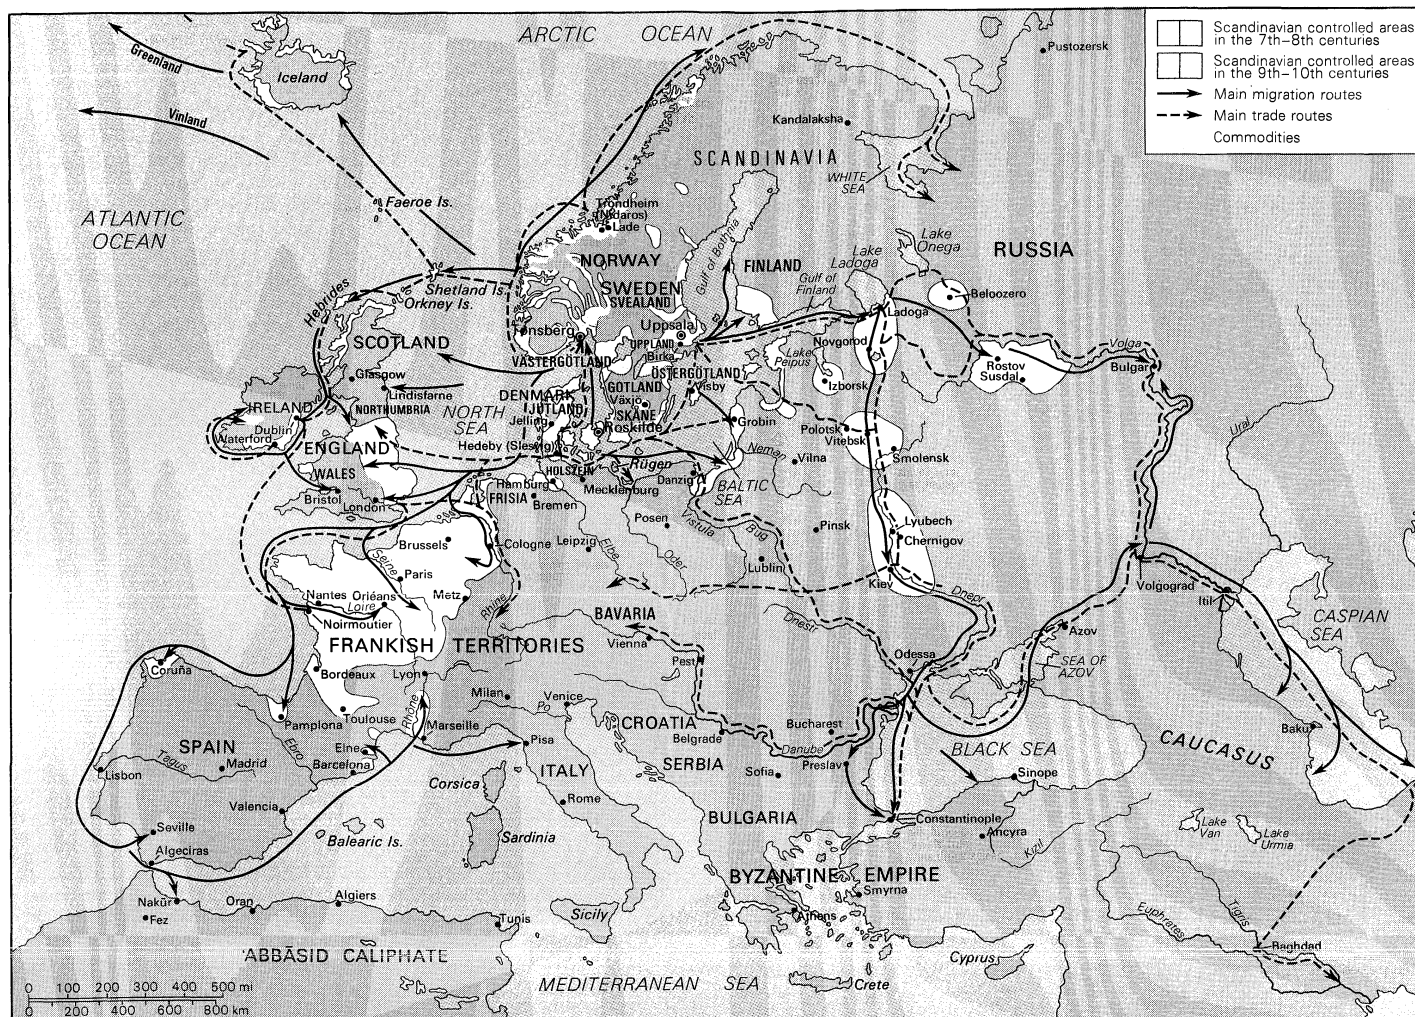 ARCTIC OCEAN
Scandinavian controlled areas
in the 7th–8th centuries
Scandinavian controlled areas
in the 9th–10th centuries
Main migration routes
Main trade routes
Commodities
Greenland
Iceland
Vinland
Pustozersk
Kandalaksha
SCANDINAVIA
WHITE
SEA
ATLANTIC
OCEAN
Faeroe Is.
Trondheim
(Nidaros)
Lade
Gulf of Bothnia
Lake
Onega
Lake
Ladoga
RUSSIA
NORWAY
FINLAND
SWEDEN
SVEALAND
Gulf of
Finland
Shetland Is.
Orkney Is.
Hebrides
Beloozero
Ladoga
Tønsberg
Uppsala
UPPLAND
Birka
SCOTLAND
Novgorod
Volga
VÄSTERGÖTLAND
Lake
Peipus
Rostov
Susdal
Bulgar
Glasgow
Lindisfarne
ÖSTERGÖTLAND
Visby
Izborsk
DENMARK
GOTLAND
Växjö
JUTLAND
SKÅNE
NORTHUMBRIA
NORTH
SEA
IRELAND
Dublin
Waterford
Jelling
Roskilde
Grobin
Polotsk
Vitebsk
Ural
ENGLAND
Hedeby (Slesvig)
Neman
Vilna
Smolensk
WALES
HOLSZEIN
Rügen
Hamburg
Mecklenburg
Danzig
BALTIC
SEA
Bristol
London
FRISIA
Bremen
Posen
Vistula
Bug
Pinsk
Lyubech
Chernigov
Brussels
Cologne
Leipzig
Elbe
Oder
Lublin
Seine
Paris
Kiev
Volgograd
Itil
Nantes
Orléans
Loire
Metz
Rhine
Dnepr
CASPIAN
SEA
Noirmoutier
BAVARIA
Dnestr
Azov
FRANKISH TERRITORIES
Vienna
SEA OF
AZOV
Coruña
Pest
Odessa
Bordeaux
Lyon
Milan
Venice
Po
Pamplona
Toulouse
Rhône
Marseille
CROATIA
Bucharest
Baku
SPAIN
Ebro
Elne
Pisa
Belgrade
Danube
BLACK SEA
CAUCASUS
Tagus
Madrid
Barcelona
SERBIA
Preslav
Lisbon
ITALY
Sofia
Sinope
Corsica
Valencia
Rome
BULGARIA
Constantinople
Lake
Van
Lake
Urmia
Seville
Balearic Is.
Sardinia
Ancyra
Kizil
Algeciras
BYZANTINE EMPIRE
Smyrna
Nakūr
Fez
Oran
Algiers
Tunis
Sicily
Athens
Euphrates
Tigris
Baghdad
'ABBĀSID CALIPHATE
Cyprus
MEDITERRANEAN SEA
Crete
0 100 200 300 400 500 mi
0 200 400 600 800 km